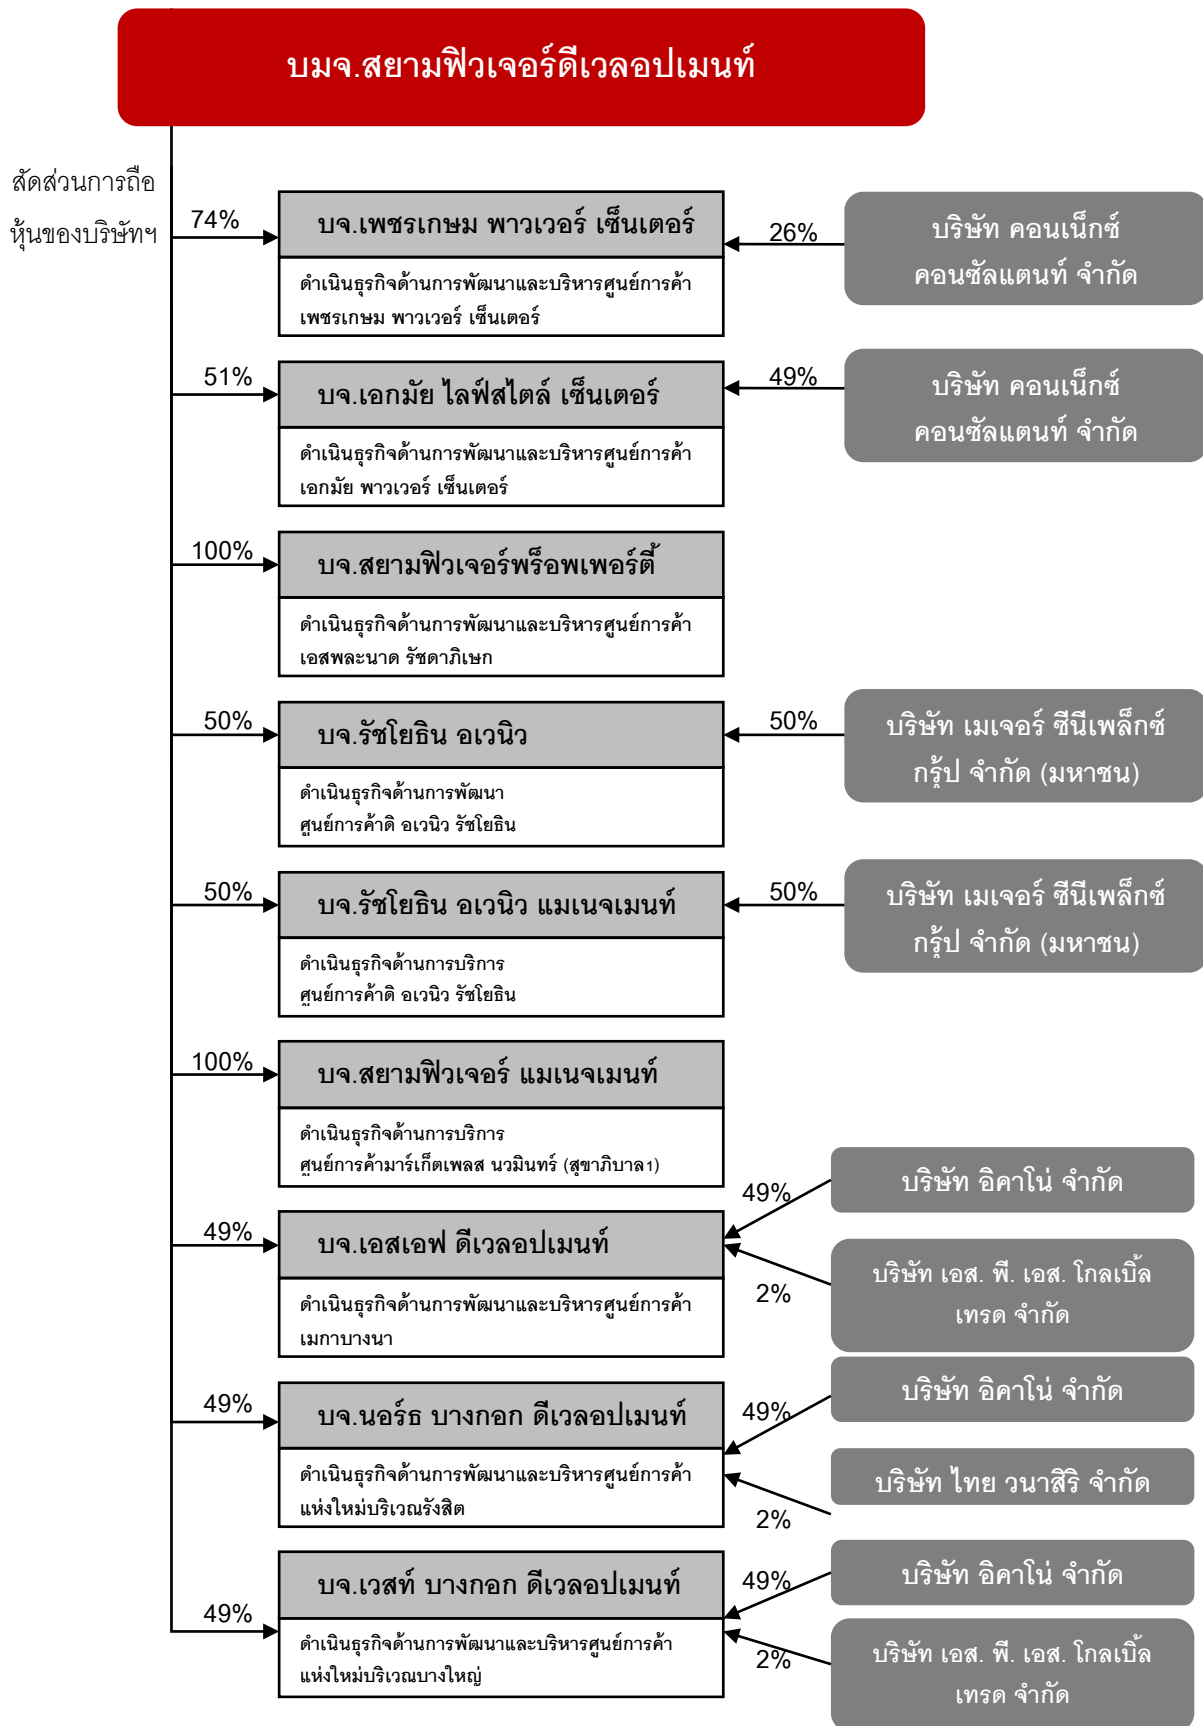 บมจ.สยามฟิวเจอร์ดีเวลอปเมนท์
สัดส่วนการถือ
หุ้นของบริษัทฯ
74%
บจ.เพชรเกษม พาวเวอร์ เซ็นเตอร์
26%
บริษัท คอนเน็กซ์
คอนซัลแตนท์ จำกัด
ดำเนินธุรกิจด้านการพัฒนาและบริหารศูนย์การค้า
เพชรเกษม พาวเวอร์ เซ็นเตอร์
51%
บจ.เอกมัย ไลฟ์สไตล์ เซ็นเตอร์
49%
บริษัท คอนเน็กซ์
คอนซัลแตนท์ จำกัด
ดำเนินธุรกิจด้านการพัฒนาและบริหารศูนย์การค้า
เอกมัย พาวเวอร์ เซ็นเตอร์
100%
บจ.สยามฟิวเจอร์พร็อพเพอร์ตี้
ดำเนินธุรกิจด้านการพัฒนาและบริหารศูนย์การค้า
เอสพละนาด รัชดาภิเษก
50%
บจ.รัชโยธิน อเวนิว
50%
บริษัท เมเจอร์ ซีนีเพล็กซ์
กรุ้ป จำกัด (มหาชน)
ดำเนินธุรกิจด้านการพัฒนา
ศูนย์การค้าดิ อเวนิว รัชโยธิน
50%
บจ.รัชโยธิน อเวนิว แมเนจเมนท์
50%
บริษัท เมเจอร์ ซีนีเพล็กซ์
กรุ้ป จำกัด (มหาชน)
ดำเนินธุรกิจด้านการบริการ
ศูนย์การค้าดิ อเวนิว รัชโยธิน
100%
บจ.สยามฟิวเจอร์ แมเนจเมนท์
ดำเนินธุรกิจด้านการบริการ
ศูนย์การค้ามาร์เก็ตเพลส นวมินทร์ (สุขาภิบาล1)
49%
บจ.เอสเอฟ ดีเวลอปเมนท์
49%
บริษัท อิคาโน่ จำกัด
2%
บริษัท เอส. พี. เอส. โกลเบิ้ล
เทรด จำกัด
ดำเนินธุรกิจด้านการพัฒนาและบริหารศูนย์การค้า
เมกาบางนา
49%
บจ.นอร์ธ บางกอก ดีเวลอปเมนท์
49%
บริษัท อิคาโน่ จำกัด
ดำเนินธุรกิจด้านการพัฒนาและบริหารศูนย์การค้า
แห่งใหม่บริเวณรังสิต
2%
บริษัท ไทย วนาสิริ จำกัด
49%
บจ.เวสท์ บางกอก ดีเวลอปเมนท์
49%
บริษัท อิคาโน่ จำกัด
ดำเนินธุรกิจด้านการพัฒนาและบริหารศูนย์การค้า
แห่งใหม่บริเวณบางใหญ่
2%
บริษัท เอส. พี. เอส. โกลเบิ้ล
เทรด จำกัด